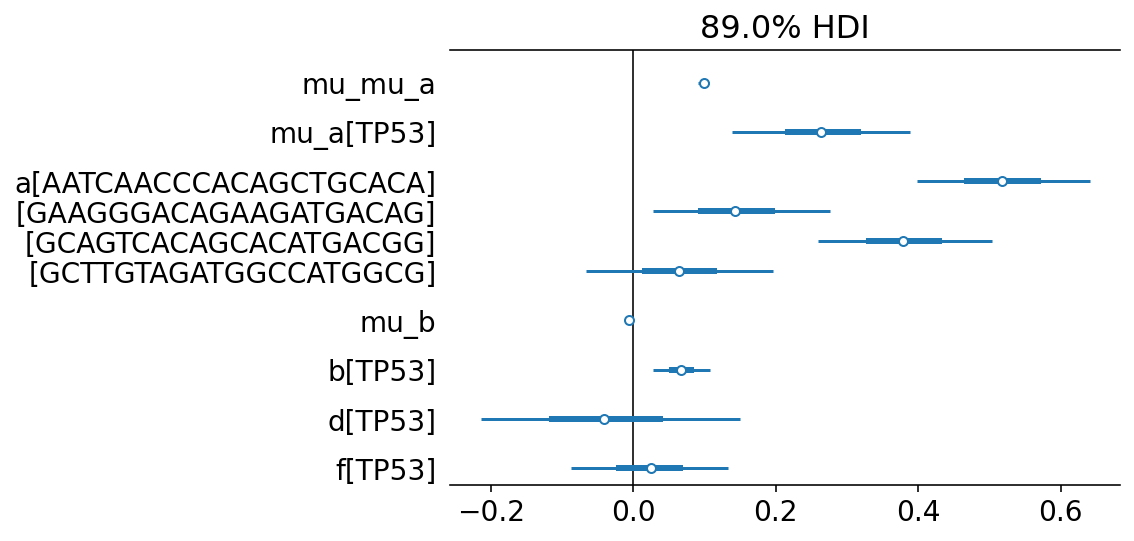 89.0% HDI
mu_mu_a
mu_a[TP53]
a[AATCAACCCACAGCTGCACA]
[GAAGGGACAGAAGATGACAG]
[GCAGTCACAGCACATGACGG]
[GCTTGTAGATGGCCATGGCG]
mu_b
b[TP53]
d[TP53]
f[TP53]
−0.2 0.0 0.2 0.4 0.6